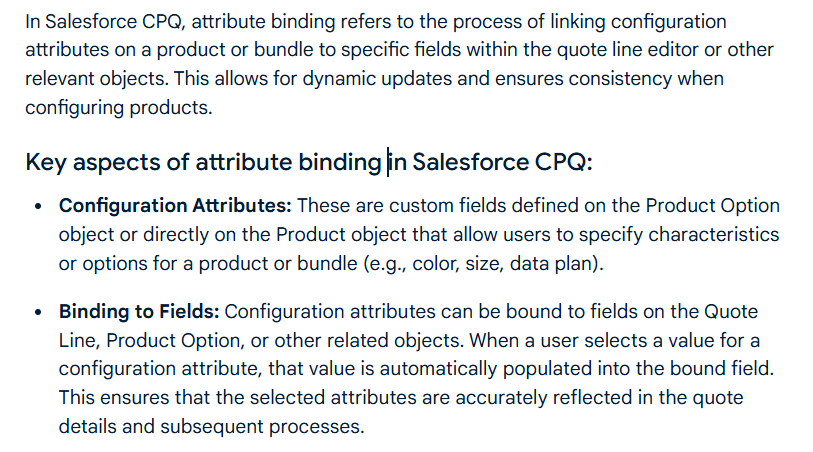 In Salesforce CPQ, attribute binding refers to the process of linking configuration
attributes on a product or bundle to specific fields within the quote line editor or other
relevant objects. This allows for dynamic updates and ensures consistency when
configuring products.
Key aspects of attribute binding in Salesforce CPQ:
• Configuration Attributes: These are custom fields defined on the Product Option
object or directly on the Product object that allow users to specify characteristics
or options for a product or bundle (e.g., color, size, data plan).
• Binding to Fields: Configuration attributes can be bound to fields on the Quote
Line, Product Option, or other related objects. When a user selects a value for a
configuration attribute, that value is automatically populated into the bound field.
This ensures that the selected attributes are accurately reflected in the quote
details and subsequent processes.